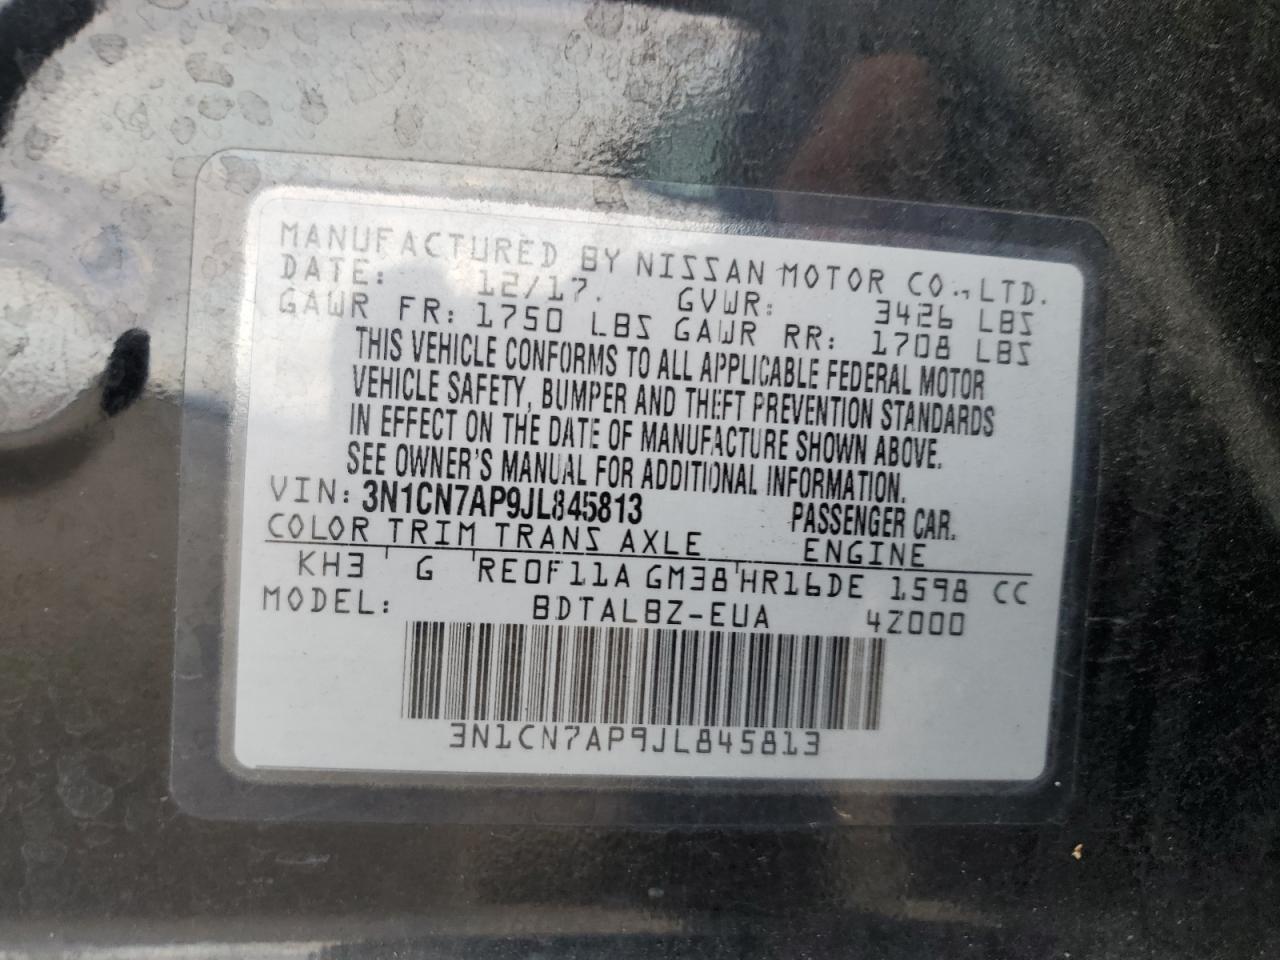 MANUFACTURED BY NISSAN MOTOR CO., LTD.
DATE: 12/17. GVWR: 3426 LBS
GAWR FR: 1750 LBS GAWR RR: 1708 LBS
THIS VEHICLE CONFORMS TO ALL APPLICABLE FEDERAL MOTOR
VEHICLE SAFETY, BUMPER AND THEFT PREVENTION STANDARDS
IN EFFECT ON THE DATE OF MANUFACTURE SHOWN ABOVE.
SEE OWNER'S MANUAL FOR ADDITIONAL INFORMATION.
VIN: 3N1CN7AP9JL845813 PASSENGER CAR.
COLOR TRIM TRANS AXLE ENGINE
KH3 G RE0F11A GM38 HR16DE 1598 CC
MODEL: BDTALBZ-EUA 4Z000
3N1CN7AP9JL845813